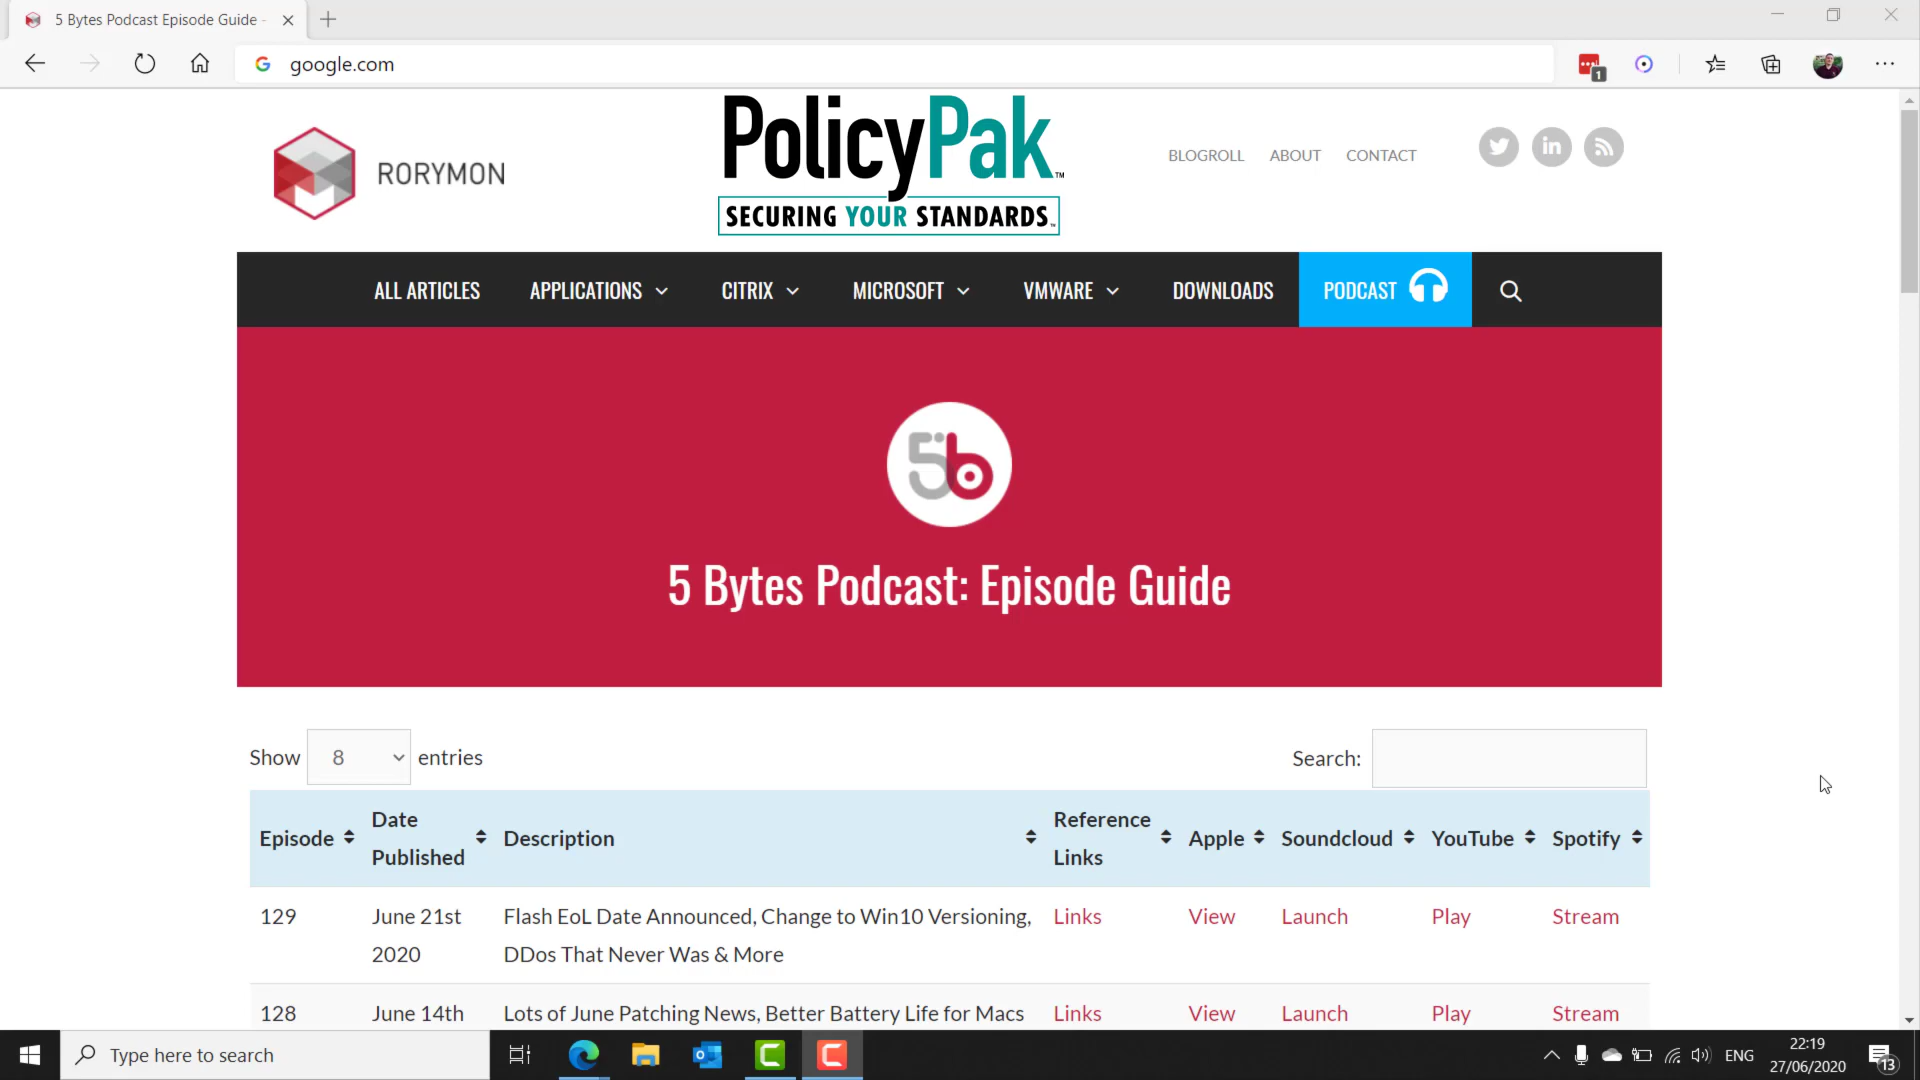 5 Bytes Podcast Episode Guide -
google.com
1
RORYMON
PolicyPak™
SECURING YOUR STANDARDS™
BLOGROLL ABOUT CONTACT
ALL ARTICLES APPLICATIONS CITRIX MICROSOFT VMWARE DOWNLOADS PODCAST
5b
5 Bytes Podcast: Episode Guide
Show 8 entries Search:
Episode Date Published Description Reference Links Apple Soundcloud YouTube Spotify
129 June 21st 2020 Flash EoL Date Announced, Change to Win10 Versioning, DDos That Never Was & More Links View Launch Play Stream
128 June 14th Lots of June Patching News, Better Battery Life for Macs Links View Launch Play Stream
Type here to search
ENG
22:19
27/06/2020
13